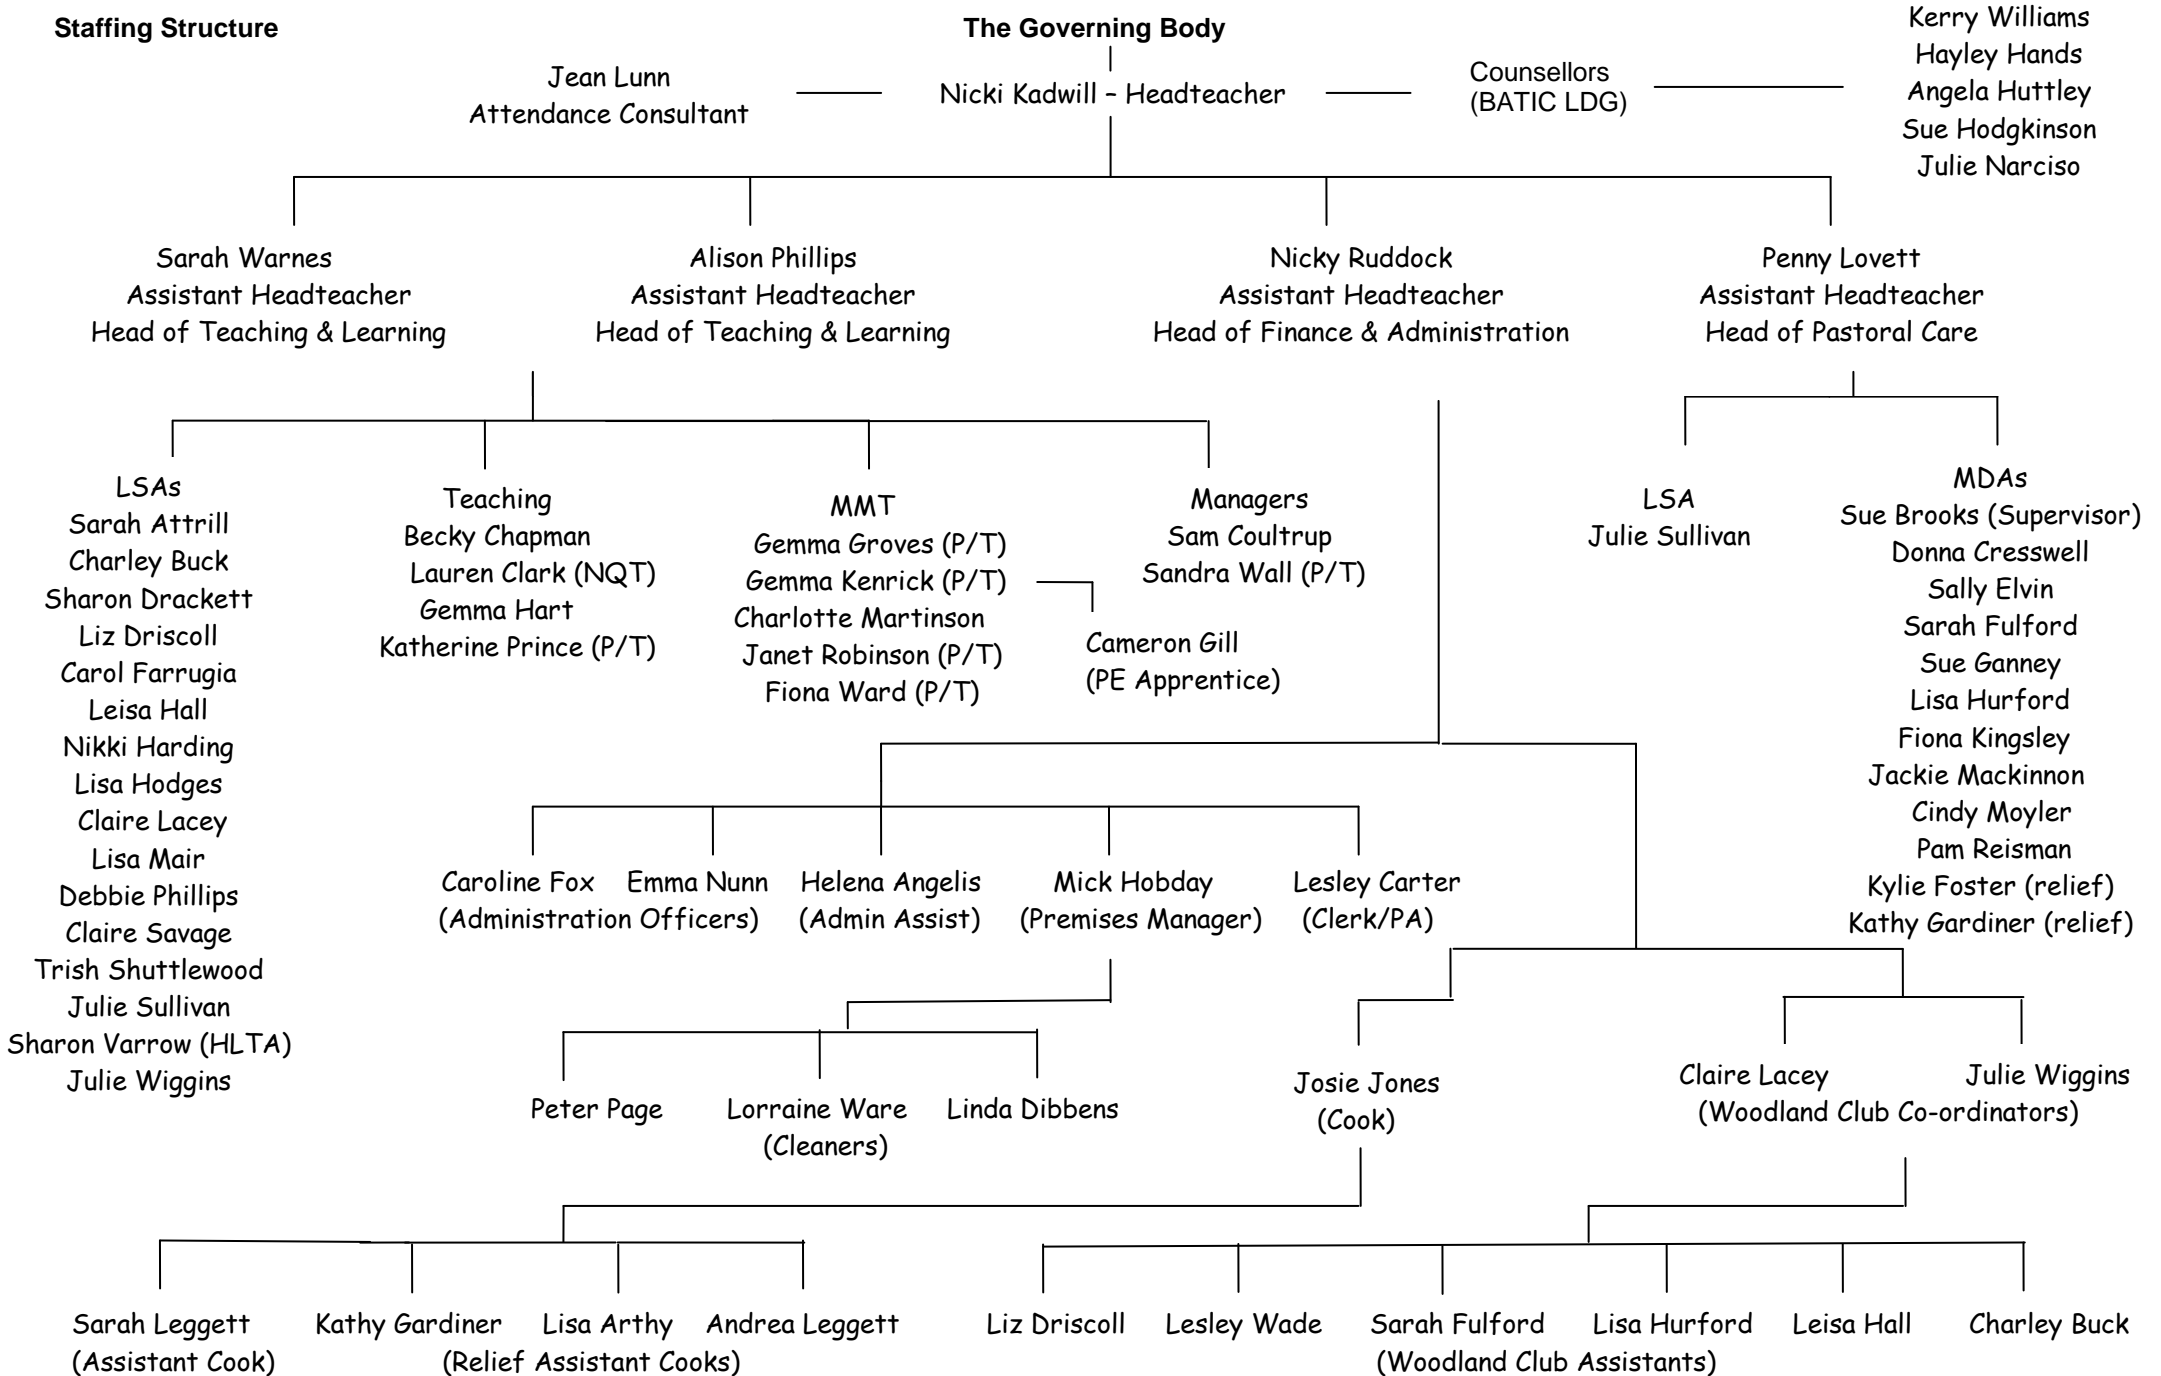 Staffing Structure
The Governing Body
Kerry Williams
Hayley Hands
Angela Huttley
Sue Hodgkinson
Julie Narciso
Jean Lunn
Attendance Consultant
Nicki Kadwill – Headteacher
Counsellors
(BATIC LDG)
Sarah Warnes
Assistant Headteacher
Head of Teaching & Learning
Alison Phillips
Assistant Headteacher
Head of Teaching & Learning
Nicky Ruddock
Assistant Headteacher
Head of Finance & Administration
Penny Lovett
Assistant Headteacher
Head of Pastoral Care
LSAs
Sarah Attrill
Charley Buck
Sharon Drackett
Liz Driscoll
Carol Farrugia
Leisa Hall
Nikki Harding
Lisa Hodges
Claire Lacey
Lisa Mair
Debbie Phillips
Claire Savage
Trish Shuttlewood
Julie Sullivan
Sharon Varrow (HLTA)
Julie Wiggins
Teaching
Becky Chapman
Lauren Clark (NQT)
Gemma Hart
Katherine Prince (P/T)
MMT
Gemma Groves (P/T)
Gemma Kenrick (P/T)
Charlotte Martinson
Janet Robinson (P/T)
Fiona Ward (P/T)
Cameron Gill
(PE Apprentice)
Managers
Sam Coultrup
Sandra Wall (P/T)
LSA
Julie Sullivan
MDAs
Sue Brooks (Supervisor)
Donna Cresswell
Sally Elvin
Sarah Fulford
Sue Ganney
Lisa Hurford
Fiona Kingsley
Jackie Mackinnon
Cindy Moyler
Pam Reisman
Kylie Foster (relief)
Kathy Gardiner (relief)
Caroline Fox Emma Nunn
(Administration Officers)
Helena Angelis
(Admin Assist)
Mick Hobday
(Premises Manager)
Lesley Carter
(Clerk/PA)
Peter Page Lorraine Ware Linda Dibbens
(Cleaners)
Josie Jones
(Cook)
Claire Lacey Julie Wiggins
(Woodland Club Co-ordinators)
Sarah Leggett
(Assistant Cook)
Kathy Gardiner Lisa Arthy Andrea Leggett
(Relief Assistant Cooks)
Liz Driscoll Lesley Wade Sarah Fulford Lisa Hurford Leisa Hall Charley Buck
(Woodland Club Assistants)